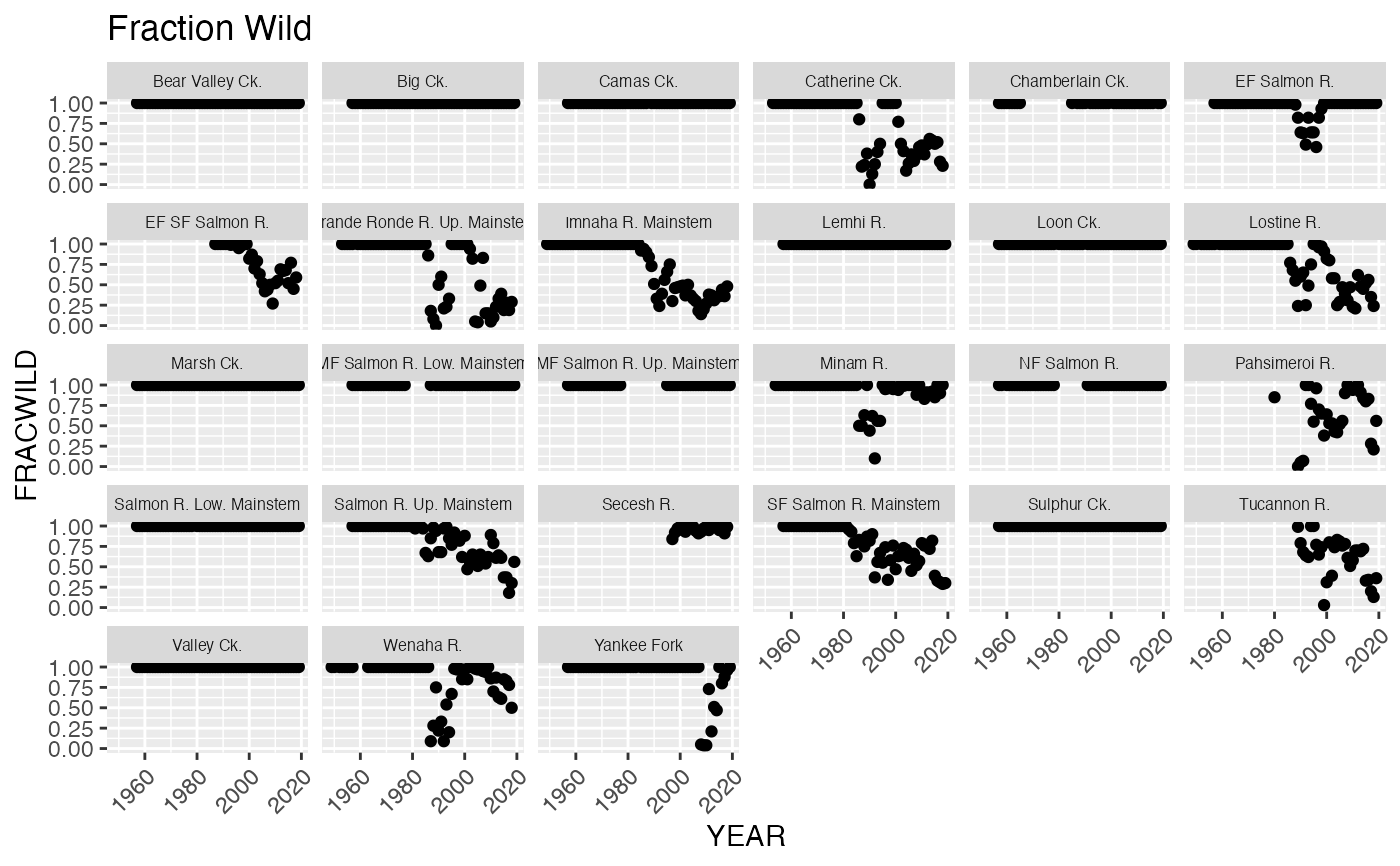 Fraction Wild
Bear Valley Ck. Big Ck. Camas Ck. Catherine Ck. Chamberlain Ck. EF Salmon R.
1.00
0.75
0.50
0.25
0.00
EF SF Salmon R. rande Ronde R. Up. Mainste Imnaha R. Mainstem Lemhi R. Loon Ck. Lostine R.
1.00
0.75
0.50
0.25
0.00
Marsh Ck. MF Salmon R. Low. Mainstem MF Salmon R. Up. Mainstem Minam R. NF Salmon R. Pahsimeroi R.
1.00
0.75
0.50
0.25
0.00
Salmon R. Low. Mainstem Salmon R. Up. Mainstem Secesh R. SF Salmon R. Mainstem Sulphur Ck. Tucannon R.
1.00
0.75
0.50
0.25
0.00
1960 1980 2000 2020 1960 1980 2000 2020 1960 1980 2000 2020
Valley Ck. Wenaha R. Yankee Fork
1.00
0.75
0.50
0.25
0.00
1960 1980 2000 2020 1960 1980 2000 2020 1960 1980 2000 2020
FRACWILD
YEAR